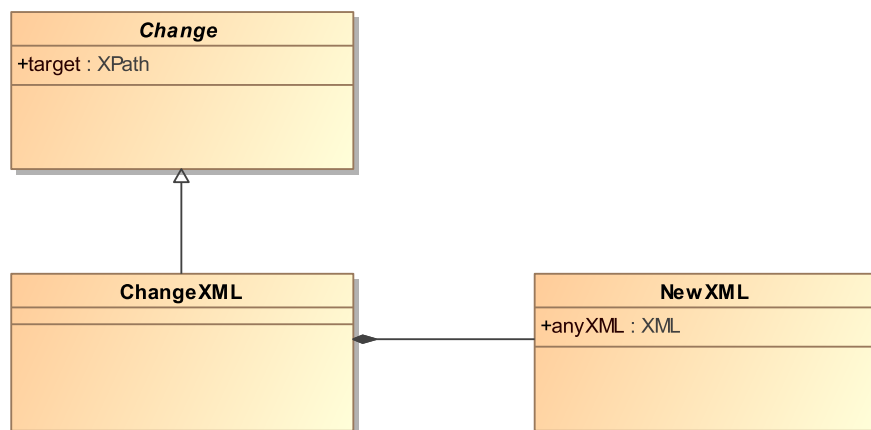 Change
+target : XPath
ChangeXML
NewXML
+anyXML : XML